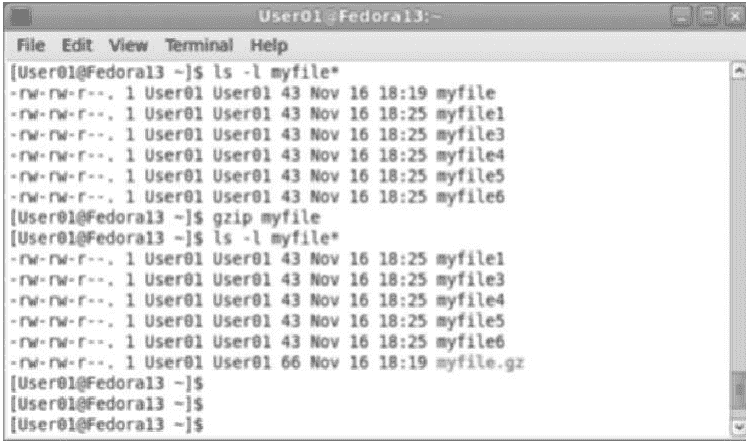 User01@Fedora13:~
File Edit View Terminal Help
[User01@Fedora13 ~]$ ls -l myfile*
-rw-rw-r--. 1 User01 User01 43 Nov 16 18:19 myfile
-rw-rw-r--. 1 User01 User01 43 Nov 16 18:25 myfile1
-rw-rw-r--. 1 User01 User01 43 Nov 16 18:25 myfile3
-rw-rw-r--. 1 User01 User01 43 Nov 16 18:25 myfile4
-rw-rw-r--. 1 User01 User01 43 Nov 16 18:25 myfile5
-rw-rw-r--. 1 User01 User01 43 Nov 16 18:25 myfile6
[User01@Fedora13 ~]$ gzip myfile
[User01@Fedora13 ~]$ ls -l myfile*
-rw-rw-r--. 1 User01 User01 43 Nov 16 18:25 myfile1
-rw-rw-r--. 1 User01 User01 43 Nov 16 18:25 myfile3
-rw-rw-r--. 1 User01 User01 43 Nov 16 18:25 myfile4
-rw-rw-r--. 1 User01 User01 43 Nov 16 18:25 myfile5
-rw-rw-r--. 1 User01 User01 43 Nov 16 18:25 myfile6
-rw-rw-r--. 1 User01 User01 66 Nov 16 18:19 myfile.gz
[User01@Fedora13 ~]$
[User01@Fedora13 ~]$
[User01@Fedora13 ~]$